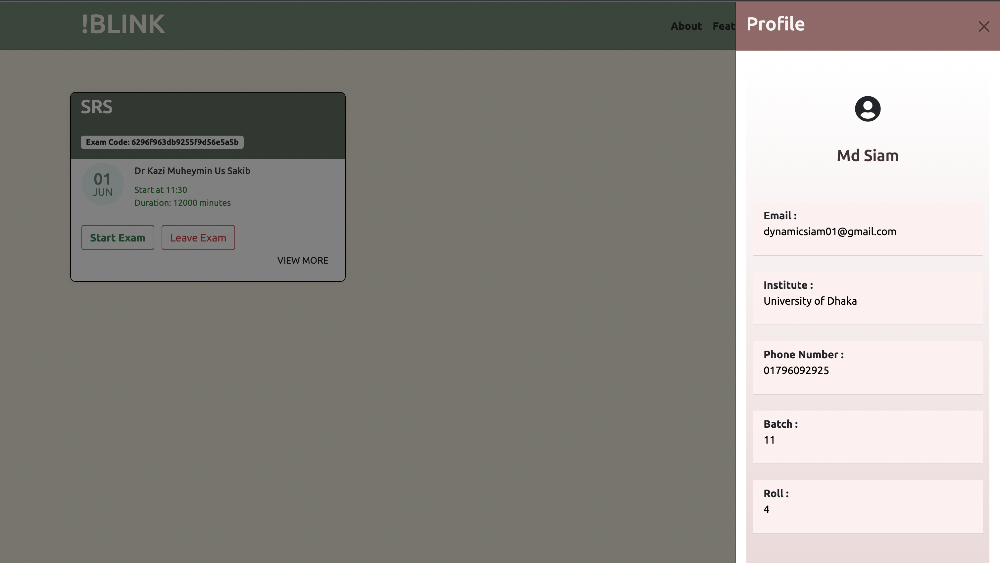 !BLINK
About Feat
SRS
Exam Code: 6296f963db9255f9d56e5a5b
01
JUN
Dr Kazi Muheymin Us Sakib
Start at 11:30
Duration: 12000 minutes
Start Exam Leave Exam
VIEW MORE
Profile
Md Siam
Email :
dynamicsiam01@gmail.com
Institute :
University of Dhaka
Phone Number :
01796092925
Batch :
11
Roll :
4